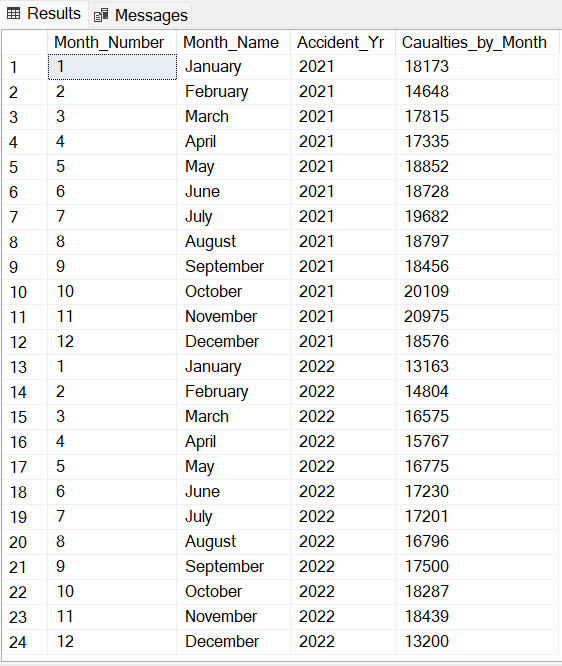 Results Messages
Month_Number Month_Name Accident_Yr Caualties_by_Month
1 1 January 2021 18173
2 2 February 2021 14648
3 3 March 2021 17815
4 4 April 2021 17335
5 5 May 2021 18852
6 6 June 2021 18728
7 7 July 2021 19682
8 8 August 2021 18797
9 9 September 2021 18456
10 10 October 2021 20109
11 11 November 2021 20975
12 12 December 2021 18576
13 1 January 2022 13163
14 2 February 2022 14804
15 3 March 2022 16575
16 4 April 2022 15767
17 5 May 2022 16775
18 6 June 2022 17230
19 7 July 2022 17201
20 8 August 2022 16796
21 9 September 2022 17500
22 10 October 2022 18287
23 11 November 2022 18439
24 12 December 2022 13200